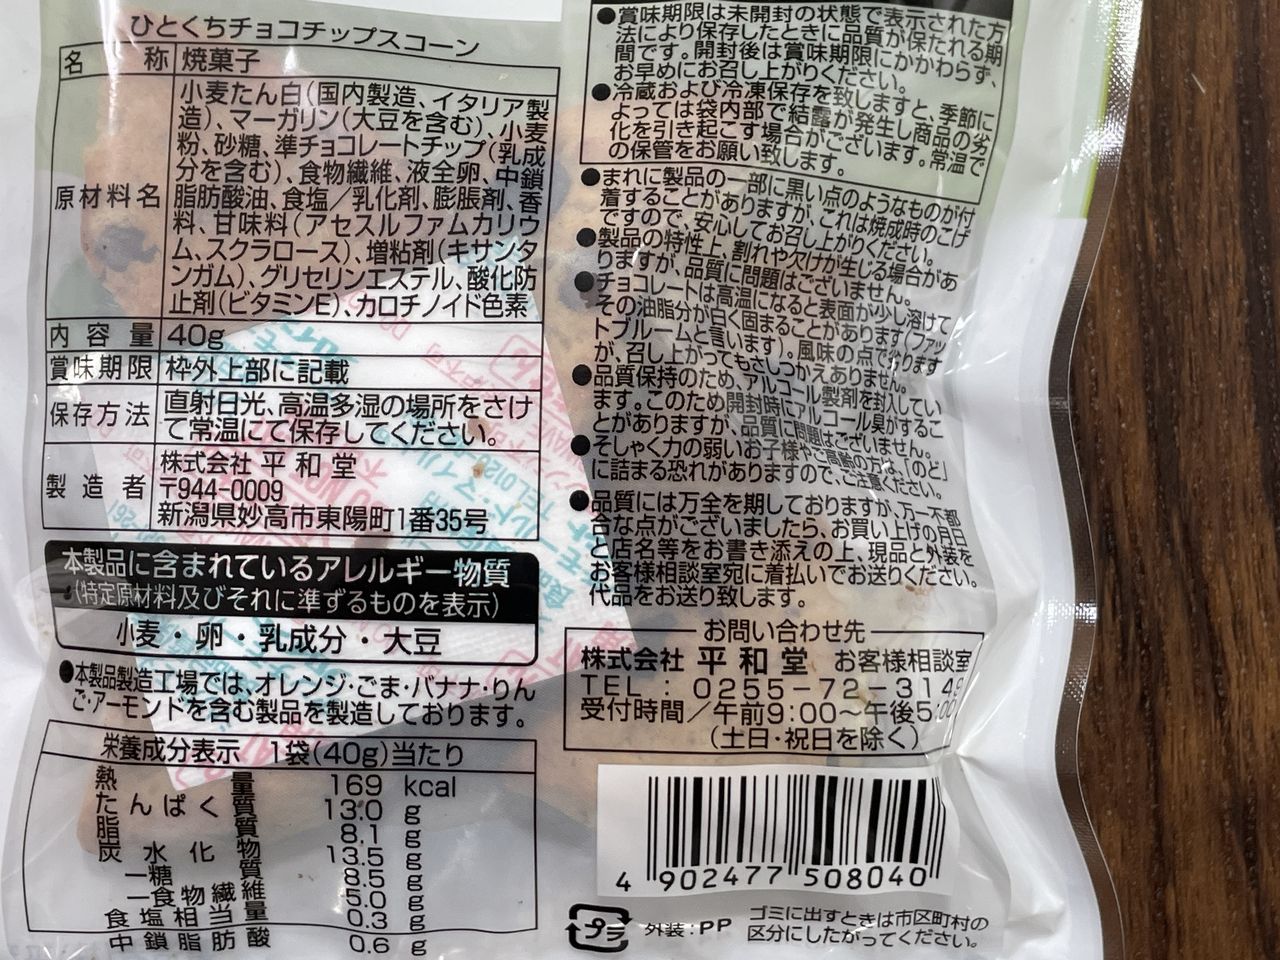 ひとくちチョコチップスコーン
名 称 焼菓子
原材料名
小麦たん白(国内製造、イタリア製
造)、マーガリン(大豆を含む)、小麦
粉、砂糖、準チョコレートチップ(乳成
分を含む)、食物繊維、液全卵、中鎖
脂肪酸油、食塩/乳化剤、膨脹剤、香
料、甘味料(アセスルファムカリウ
ム、スクラロース)、増粘剤(キサンタ
ンガム)、グリセリンエステル、酸化防
止剤(ビタミンE)、カロチノイド色素
内容量 40g
賞味期限 枠外上部に記載
保存方法
直射日光、高温多湿の場所をさけ
て常温にて保存してください。
製造者
株式会社 平和堂
〒944-0009
新潟県妙高市東陽町1番35号
本製品に含まれているアレルギー物質
(特定原材料及びそれに準ずるものを表示)
小麦・卵・乳成分・大豆
●本製品製造工場では、オレンジ・ごま・バナナ・りん
ご・アーモンドを含む製品を製造しております。
栄養成分表示 1袋(40g)当たり
熱量 169 kcal
たんぱく質 13.0 g
脂質 8.1 g
炭水化物 13.5 g
―糖質 8.5 g
―食物繊維 5.0 g
食塩相当量 0.3 g
中鎖脂肪酸 0.6 g
●賞味期限は未開封の状態で表示された方
法により保存したときに品質が保たれる期
間です。開封後は賞味期限にかかわらず、
お早めにお召し上がりください。
●冷蔵および冷凍保存を致しますと、季節に
よっては袋内部で結露が発生し商品の劣
化を引き起こす場合がございます。常温で
の保管をお願い致します。
●まれに製品の一部に黒い点のようなものが付
着することがありますが、これは焼成時のこげ
ですので、安心してお召し上がりください。
●製品の特性上、割れや欠けが生じる場合があ
りますが、品質に問題はございません。
●チョコレートは高温になると表面が少し溶けて
その油脂分が白く固まることがあります(ファッ
トブルームと言います)。風味の点で劣ります
が、召し上がってもさしつかえありません。
●品質保持のため、アルコール製剤を封入してい
ます。このため開封時にアルコール臭がするこ
とがありますが、品質に問題はございません。
●そしゃく力の弱いお子様やご高齢の方は、「のど」
に詰まる恐れがありますので、ご注意ください。
●品質には万全を期しておりますが、万一不都
合な点がございましたら、お買い上げの月日
と店名等をお書き添えの上、現品と外装を
お客様相談室宛に着払いでお送りください。
代品をお送り致します。
お問い合わせ先
株式会社 平和堂 お客様相談室
TEL:0255-72-3149
受付時間/午前9:00~午後5:00
(土日・祝日を除く)
4 902477 508040
プラ
外装:PP
ゴミに出すときは市区町村の
区分にしたがってください。